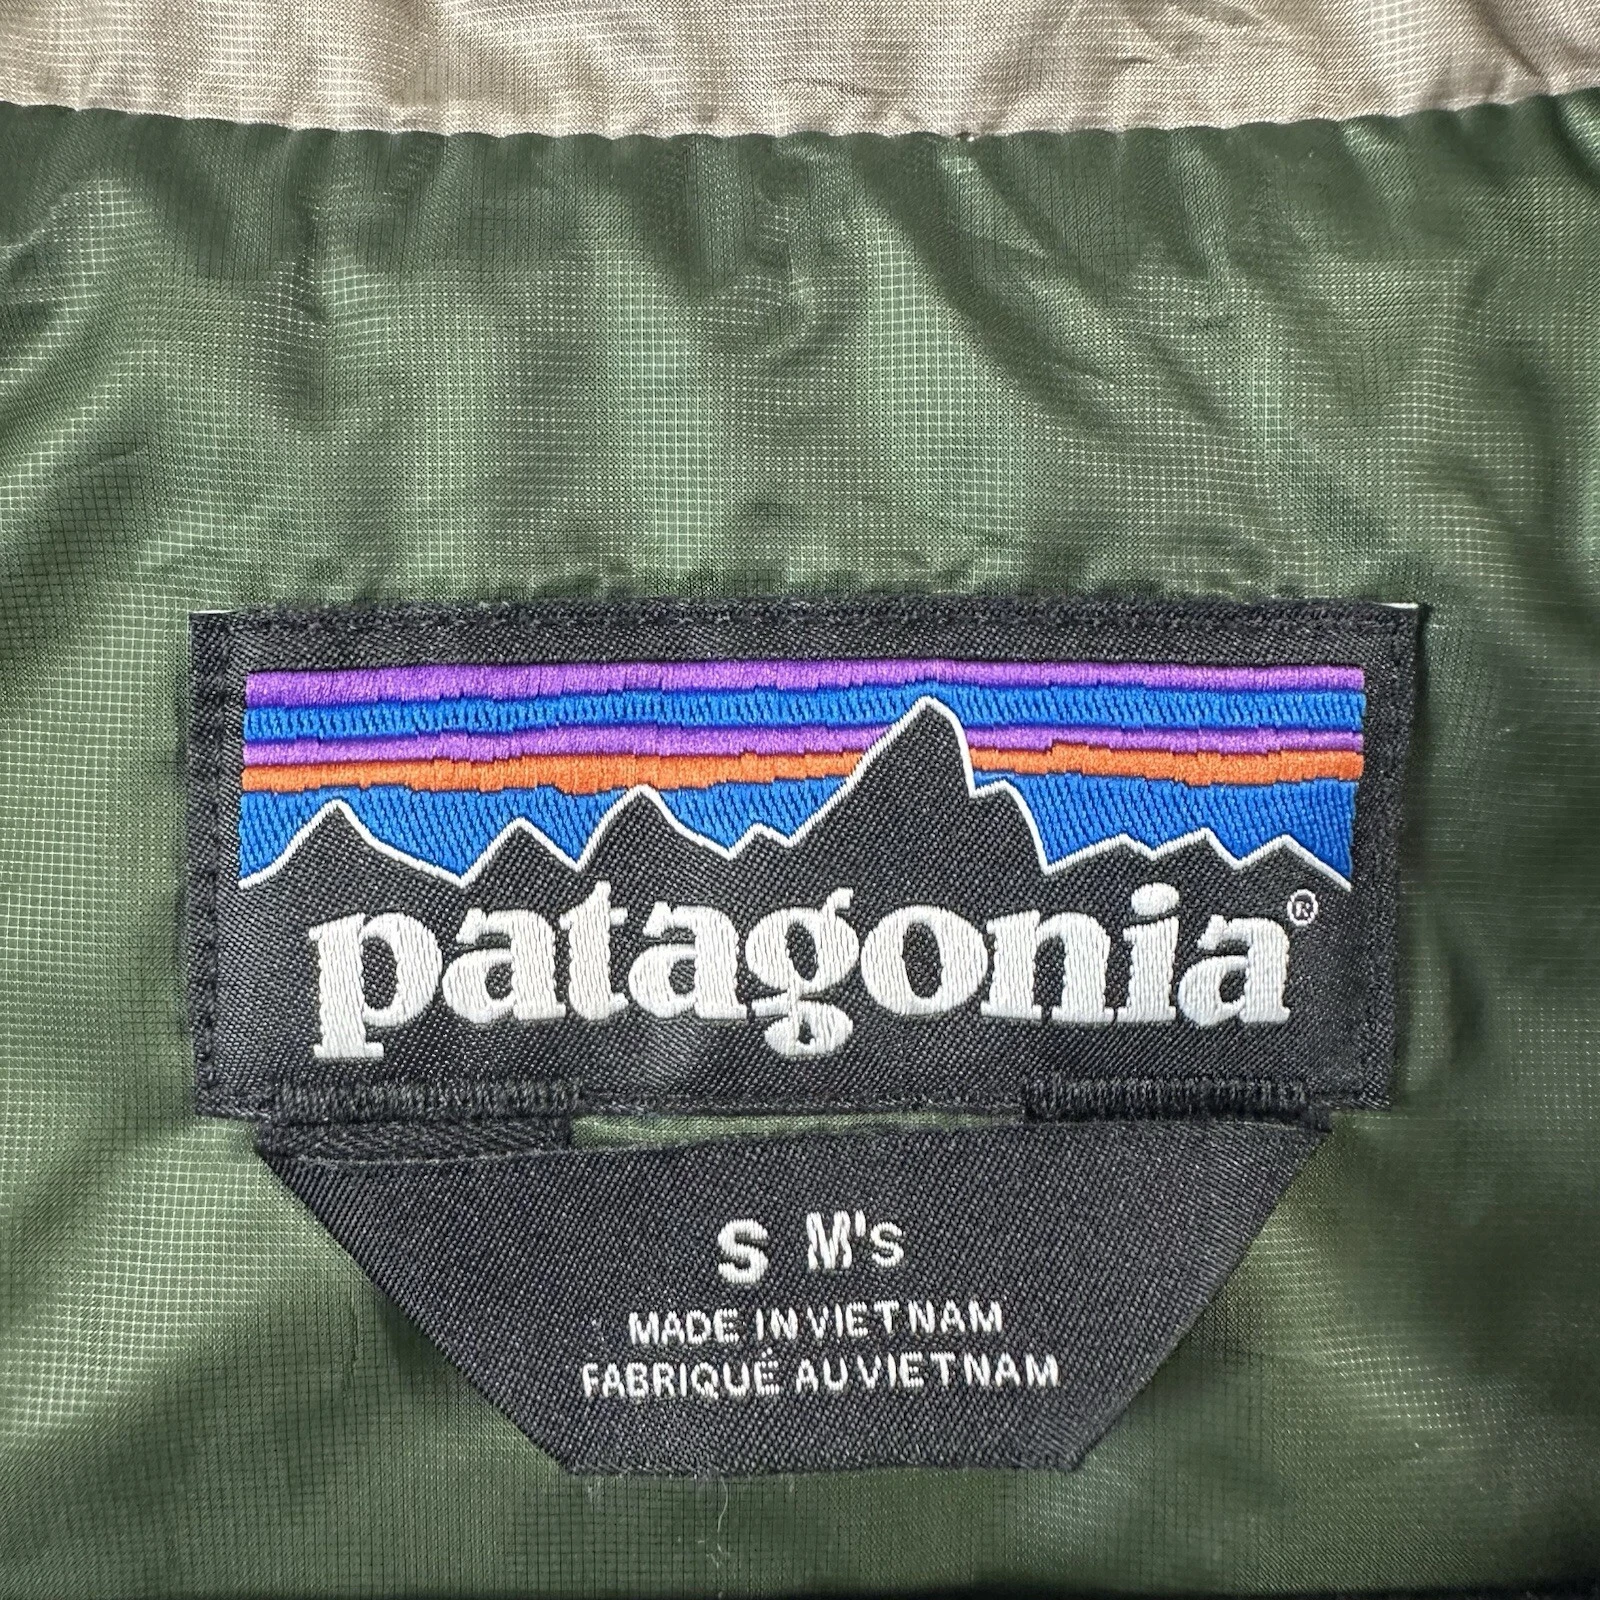 patagonia®
S M's
MADE IN VIETNAM
FABRIQUÉ AU VIETNAM